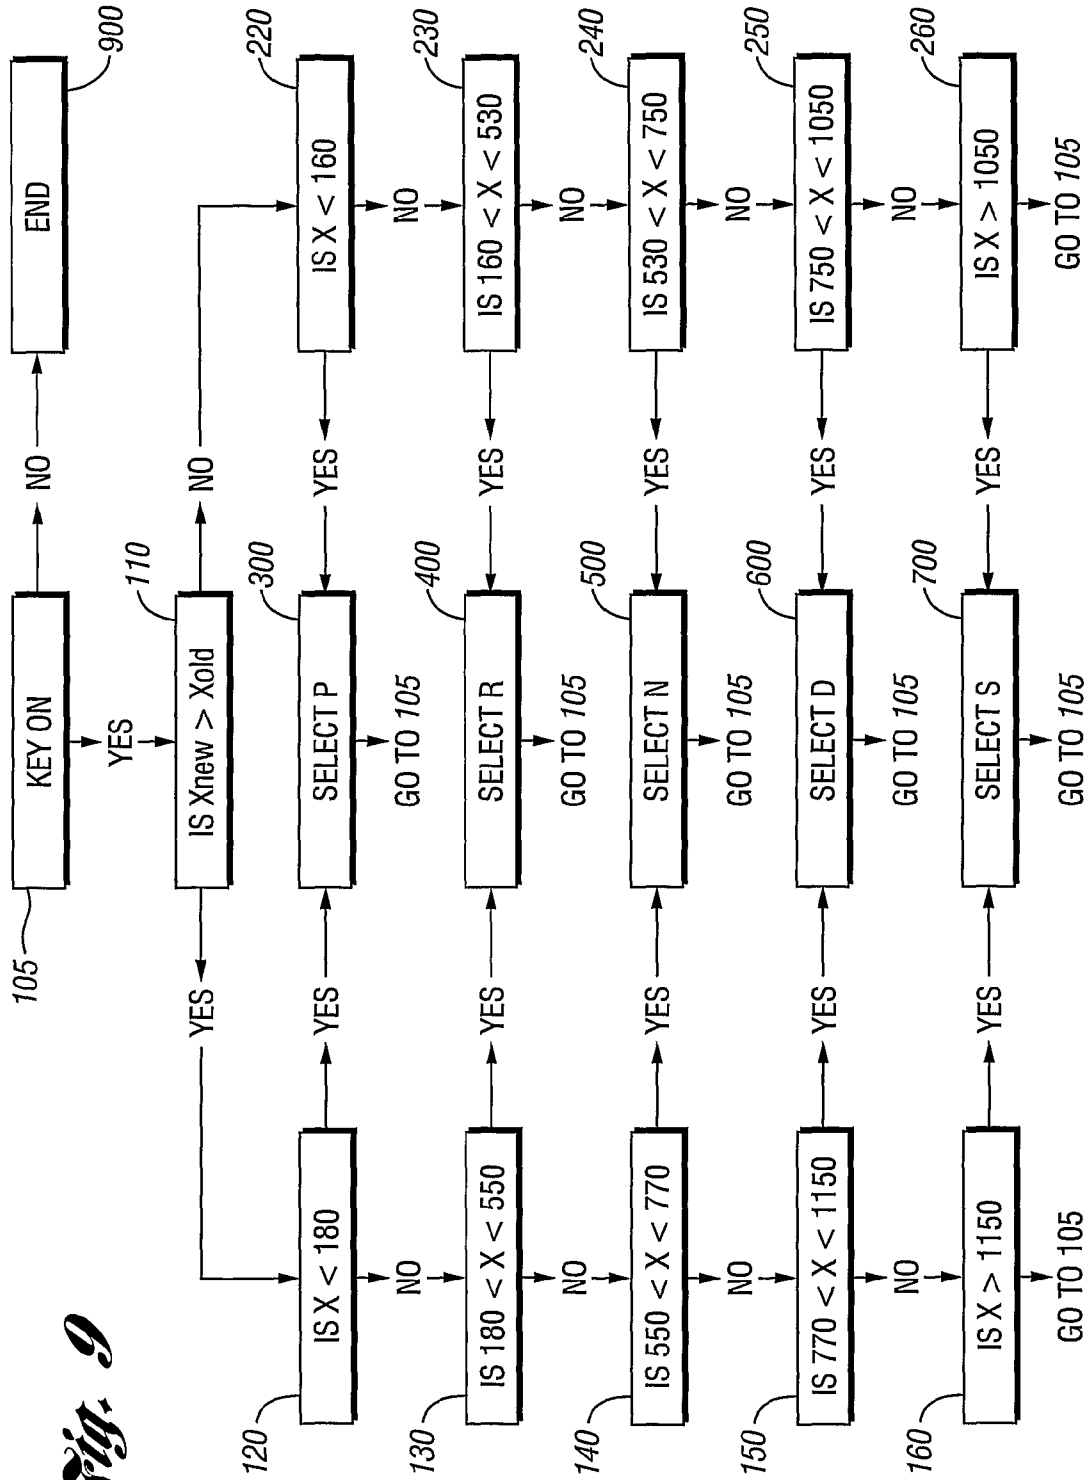 105
KEY ON
NO
END
900
YES
110
IS Xnew > Xold
YES
NO
120
IS X < 180
YES
300
SELECT P
GO TO 105
YES
220
IS X < 160
NO
NO
130
IS 180 < X < 550
YES
400
SELECT R
GO TO 105
YES
230
IS 160 < X < 530
NO
NO
140
IS 550 < X < 770
YES
500
SELECT N
GO TO 105
YES
240
IS 530 < X < 750
NO
NO
150
IS 770 < X < 1150
YES
600
SELECT D
GO TO 105
YES
250
IS 750 < X < 1050
NO
NO
160
IS X > 1150
GO TO 105
YES
700
SELECT S
GO TO 105
YES
260
IS X > 1050
GO TO 105
Fig. 6